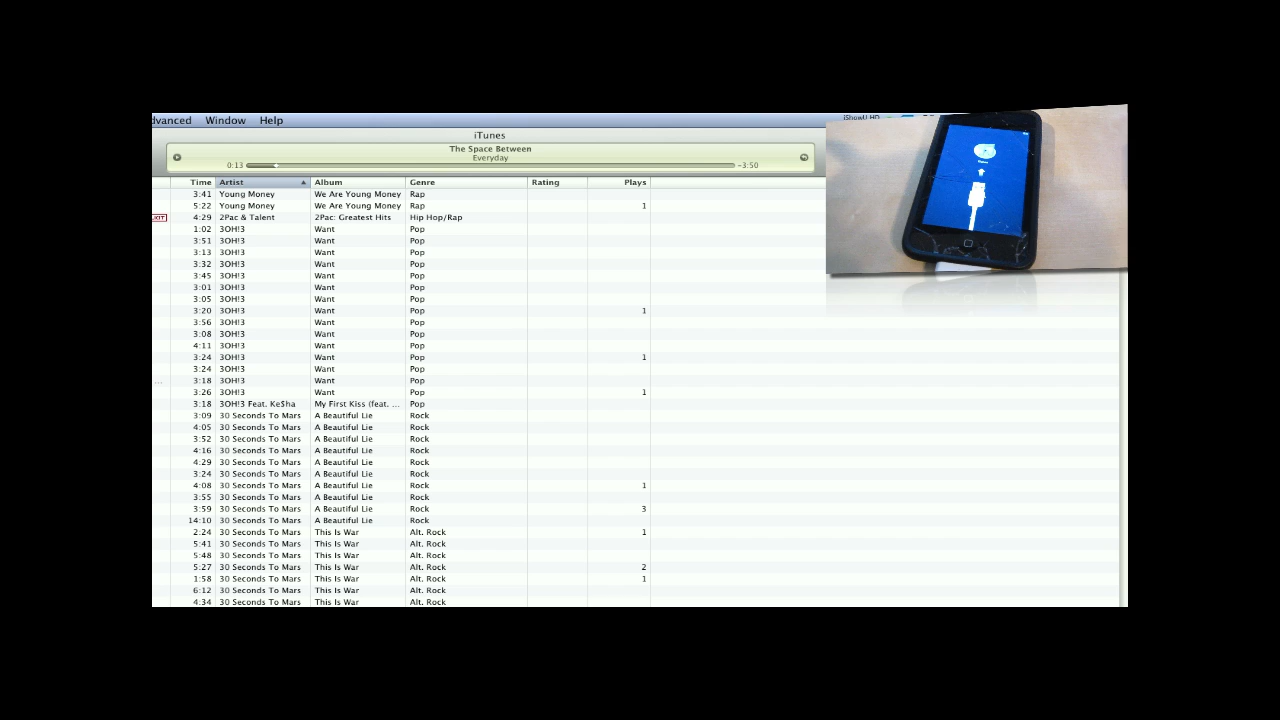 dvanced Window Help
iShowU HD
iTunes
The Space Between
Everyday
0:13 -3:50
Time Artist Album Genre Rating Plays
3:41 Young Money We Are Young Money Rap
5:22 Young Money We Are Young Money Rap 1
4:29 2Pac & Talent 2Pac: Greatest Hits Hip Hop/Rap
1:02 3OH!3 Want Pop
3:51 3OH!3 Want Pop
3:13 3OH!3 Want Pop
3:32 3OH!3 Want Pop
3:45 3OH!3 Want Pop
3:01 3OH!3 Want Pop
3:05 3OH!3 Want Pop
3:20 3OH!3 Want Pop 1
3:56 3OH!3 Want Pop
3:08 3OH!3 Want Pop
4:11 3OH!3 Want Pop
3:24 3OH!3 Want Pop 1
3:24 3OH!3 Want Pop
... 3:18 3OH!3 Want Pop
3:26 3OH!3 Want Pop 1
3:18 3OH!3 Feat. Ke$ha My First Kiss (feat. ... Pop
3:09 30 Seconds To Mars A Beautiful Lie Rock
4:05 30 Seconds To Mars A Beautiful Lie Rock
3:52 30 Seconds To Mars A Beautiful Lie Rock
4:16 30 Seconds To Mars A Beautiful Lie Rock
4:29 30 Seconds To Mars A Beautiful Lie Rock
3:24 30 Seconds To Mars A Beautiful Lie Rock
4:08 30 Seconds To Mars A Beautiful Lie Rock 1
3:55 30 Seconds To Mars A Beautiful Lie Rock
3:59 30 Seconds To Mars A Beautiful Lie Rock 3
14:10 30 Seconds To Mars A Beautiful Lie Rock
2:24 30 Seconds To Mars This Is War Alt. Rock 1
5:41 30 Seconds To Mars This Is War Alt. Rock
5:48 30 Seconds To Mars This Is War Alt. Rock
5:27 30 Seconds To Mars This Is War Alt. Rock 2
1:58 30 Seconds To Mars This Is War Alt. Rock 1
6:12 30 Seconds To Mars This Is War Alt. Rock
4:34 30 Seconds To Mars This Is War Alt. Rock